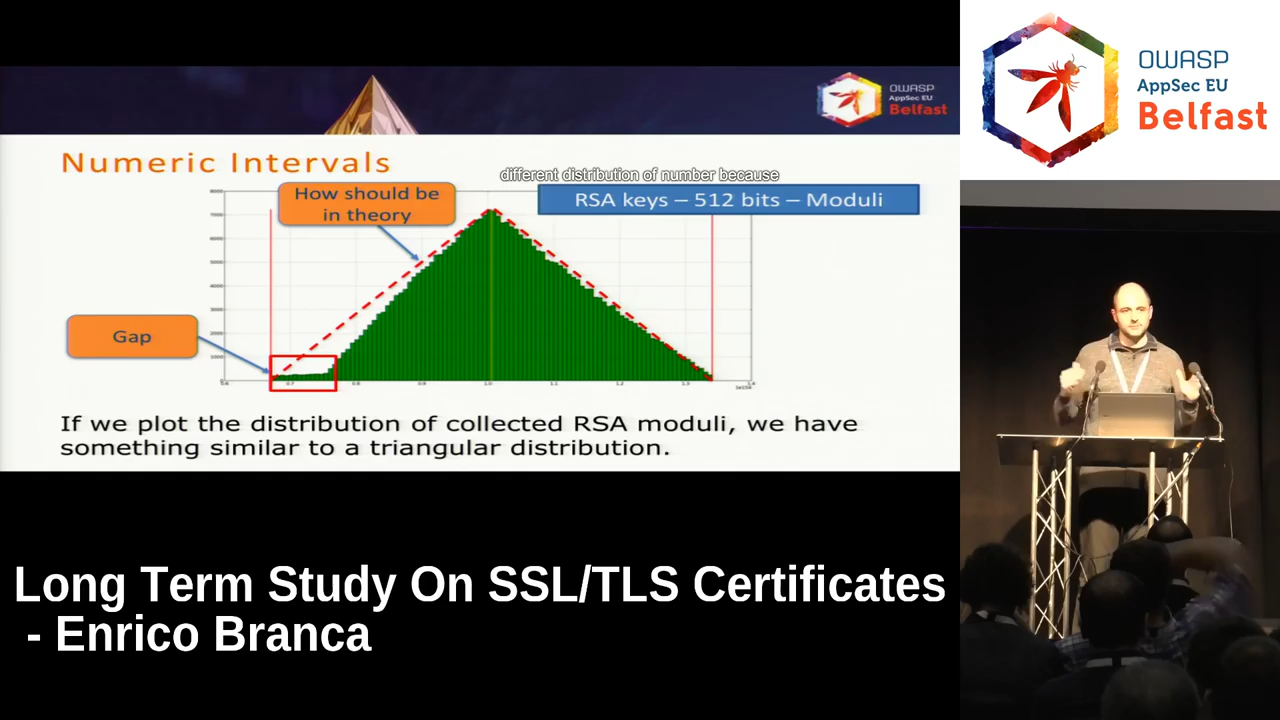 OWASP
AppSec EU
Belfast
Numeric Intervals
different distribution of number because
How should be
in theory
RSA keys – 512 bits – Moduli
Gap
If we plot the distribution of collected RSA moduli, we have
something similar to a triangular distribution.
Long Term Study On SSL/TLS Certificates
- Enrico Branca
OWASP
AppSec EU
Belfast